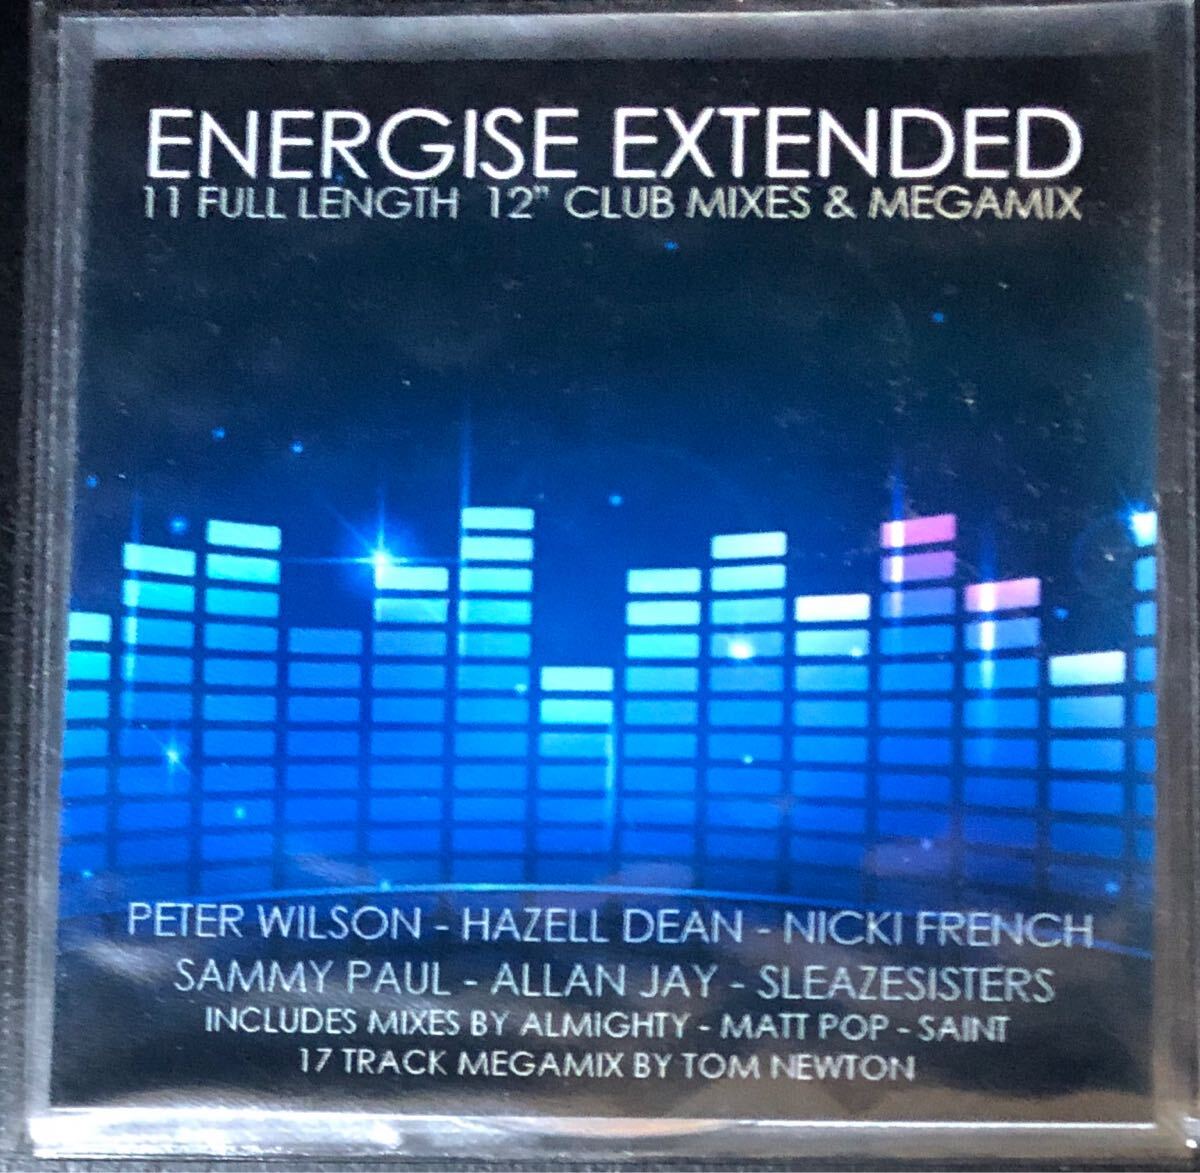 ENERGISE EXTENDED
11 FULL LENGTH 12" CLUB MIXES & MEGAMIX
PETER WILSON - HAZELL DEAN - NICKI FRENCH
SAMMY PAUL - ALLAN JAY - SLEAZESISTERS
INCLUDES MIXES BY ALMIGHTY - MATT POP - SAINT
17 TRACK MEGAMIX BY TOM NEWTON